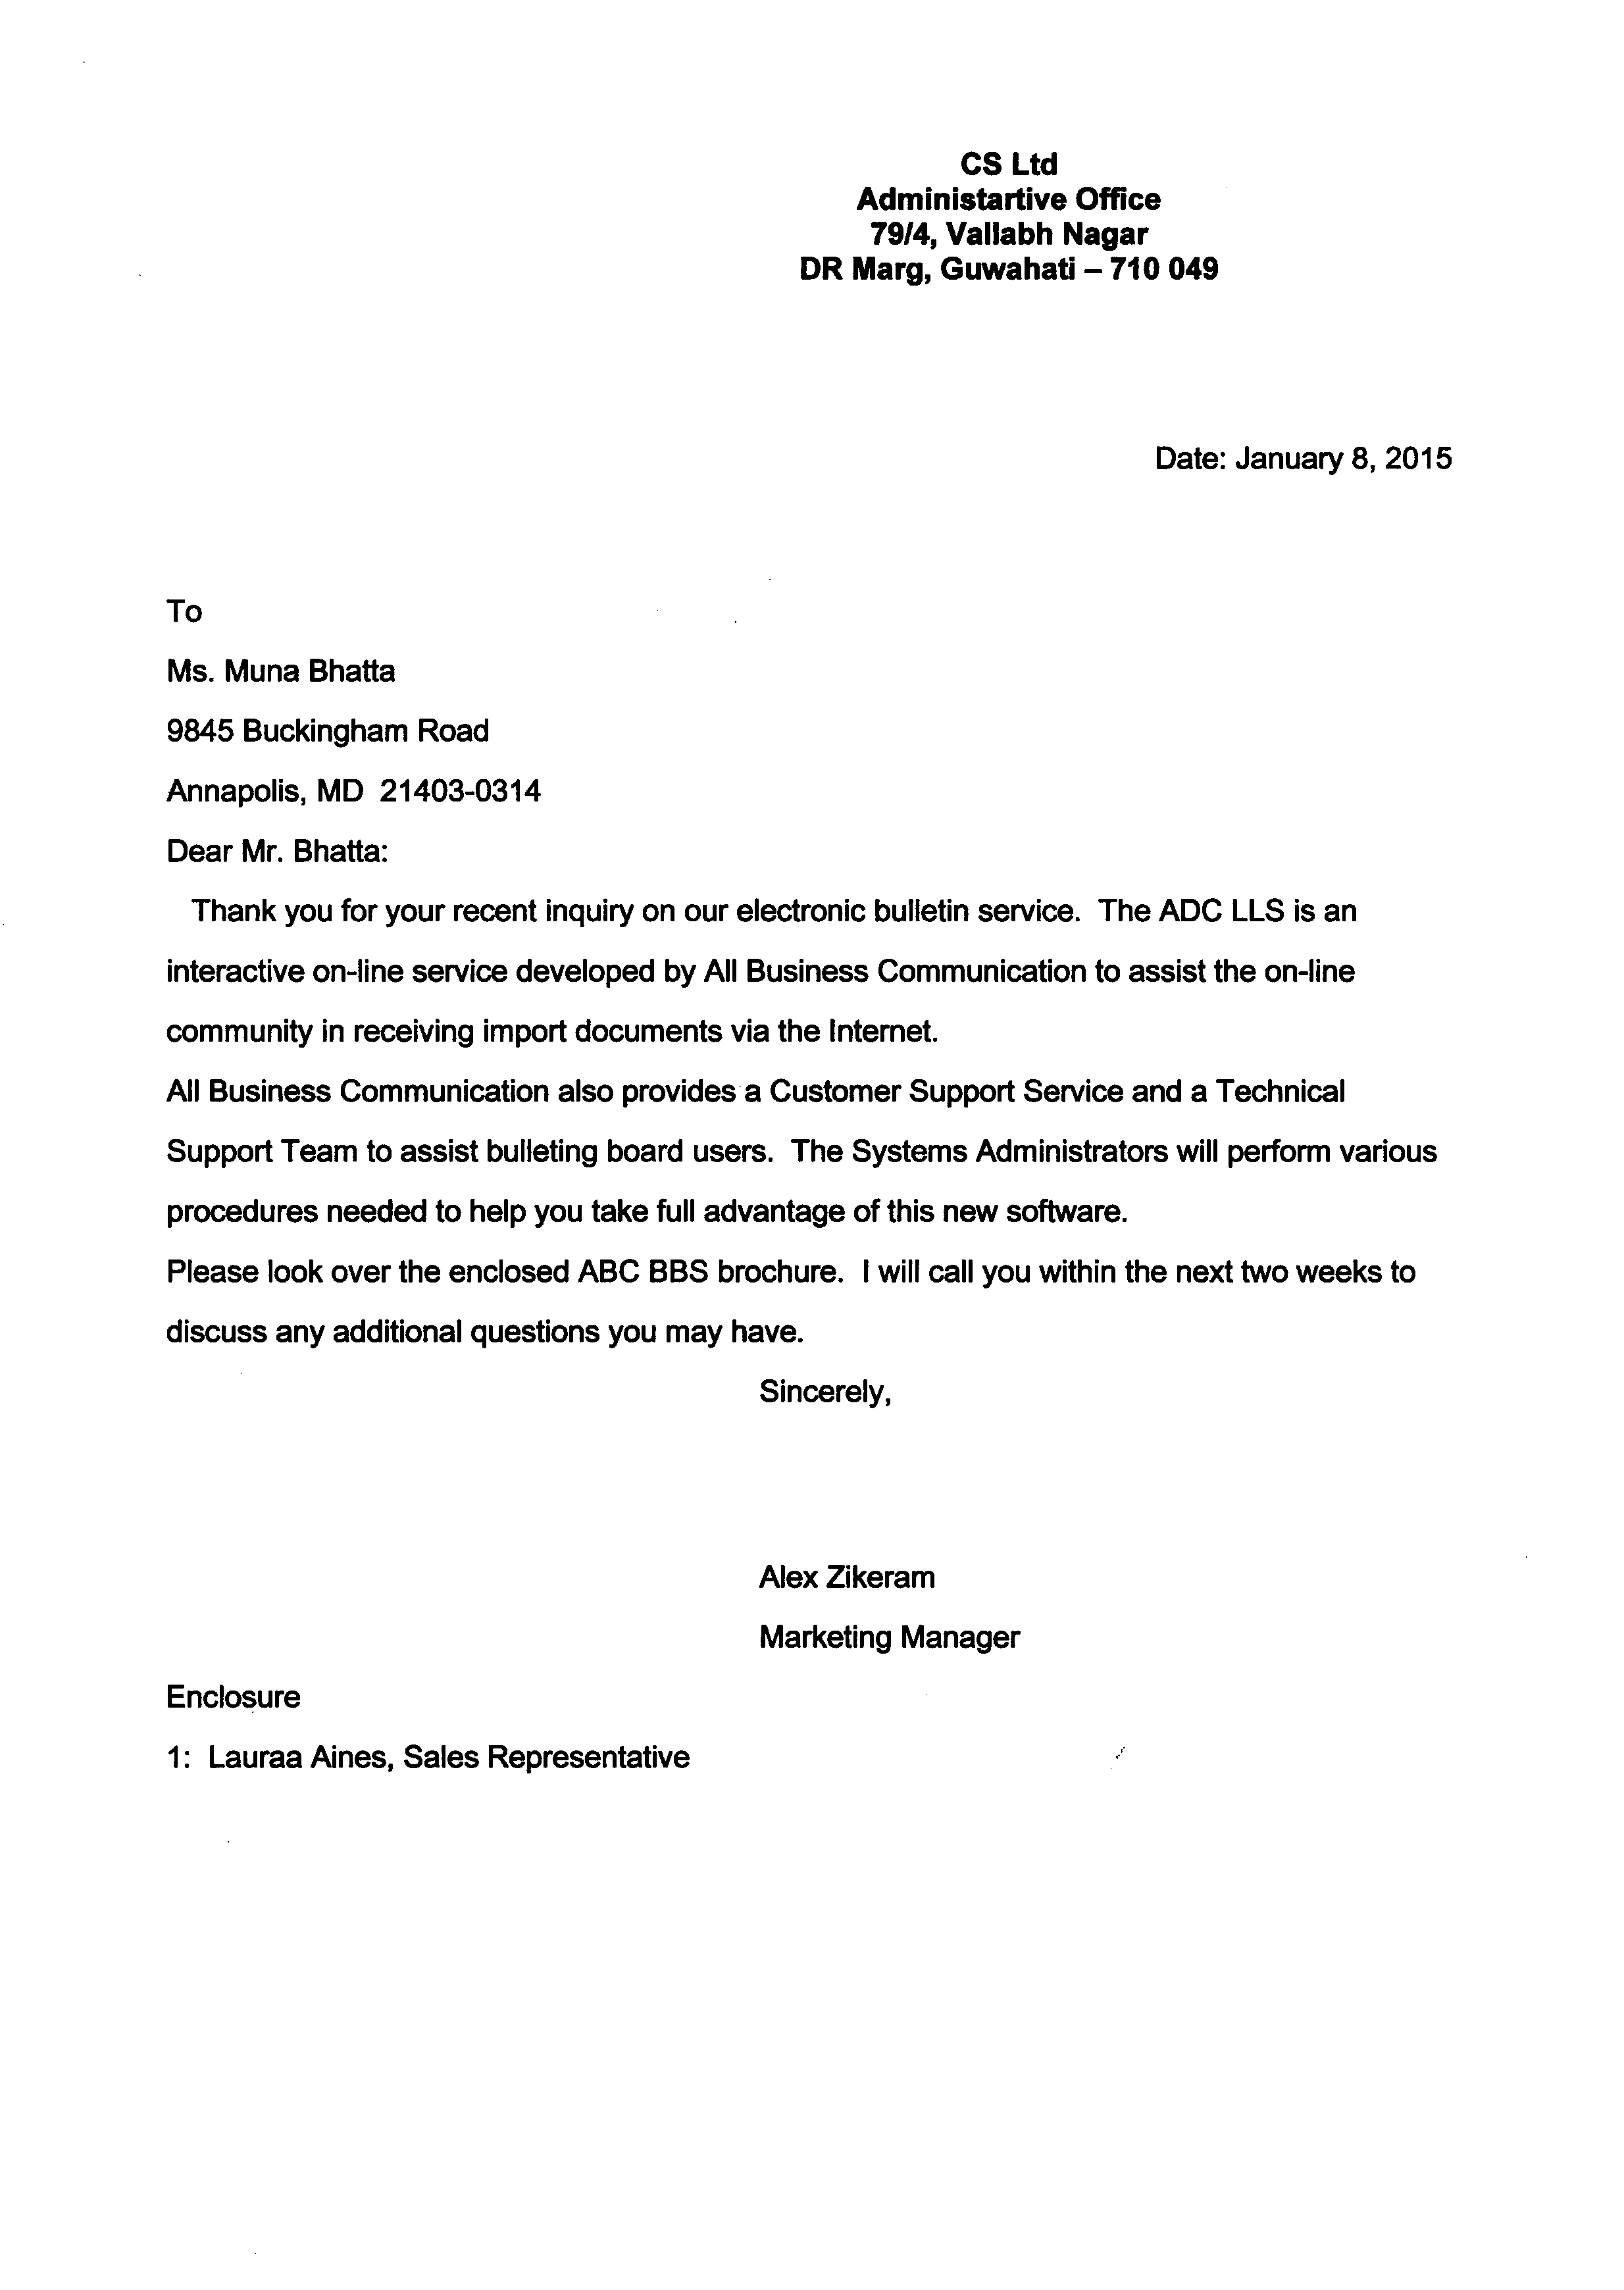 CS Ltd
Administartive Office
79/4, Vallabh Nagar
DR Marg, Guwahati – 710 049
Date: January 8, 2015
To
Ms. Muna Bhatta
9845 Buckingham Road
Annapolis, MD  21403-0314
Dear Mr. Bhatta:
Thank you for your recent inquiry on our electronic bulletin service.  The ADC LLS is an
interactive on-line service developed by All Business Communication to assist the on-line
community in receiving import documents via the Internet.
All Business Communication also provides a Customer Support Service and a Technical
Support Team to assist bulleting board users.  The Systems Administrators will perform various
procedures needed to help you take full advantage of this new software.
Please look over the enclosed ABC BBS brochure.  I will call you within the next two weeks to
discuss any additional questions you may have.
Sincerely,
Alex Zikeram
Marketing Manager
Enclosure
1:  Lauraa Aines, Sales Representative